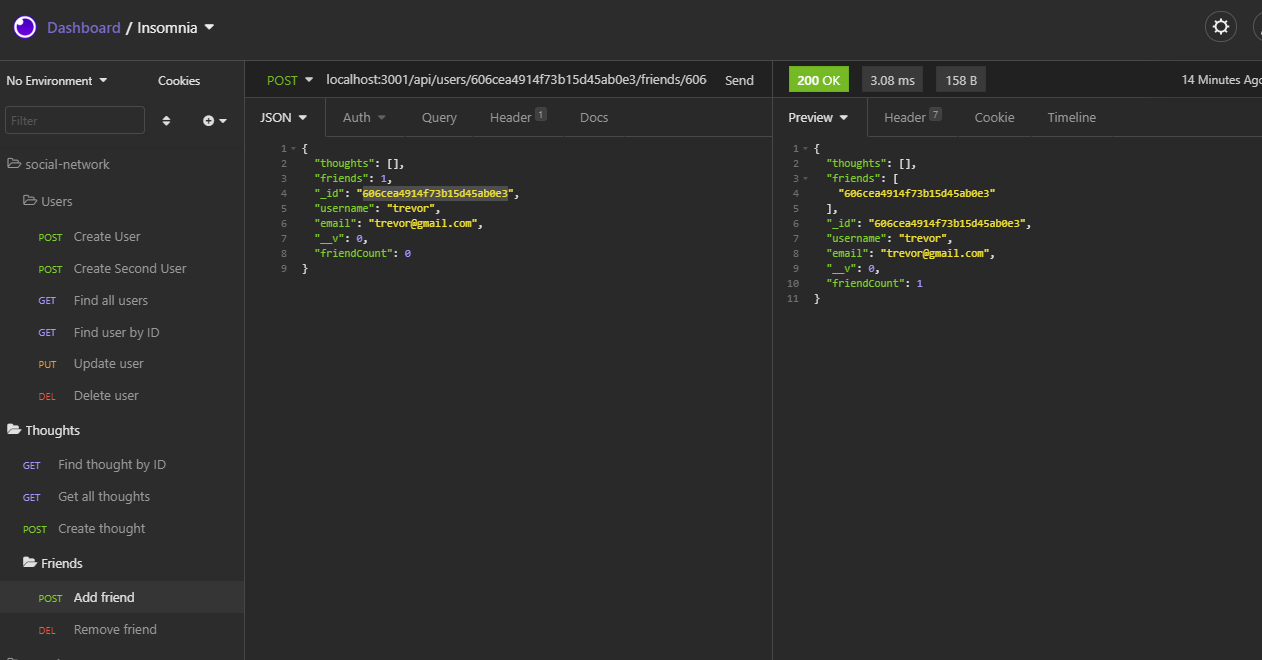 Dashboard / Insomnia
No Environment Cookies
POST localhost:3001/api/users/606cea4914f73b15d45ab0e3/friends/606 Send
200 OK 3.08 ms 158 B 14 Minutes Ago
Filter
JSON Auth Query Header 1 Docs
Preview Header 7 Cookie Timeline
social-network
Users
POST Create User
POST Create Second User
GET Find all users
GET Find user by ID
PUT Update user
DEL Delete user
Thoughts
GET Find thought by ID
GET Get all thoughts
POST Create thought
Friends
POST Add friend
DEL Remove friend
1 {
2 "thoughts": [],
3 "friends": 1,
4 "_id": "606cea4914f73b15d45ab0e3",
5 "username": "trevor",
6 "email": "trevor@gmail.com",
7 "__v": 0,
8 "friendCount": 0
9 }
1 {
2 "thoughts": [],
3 "friends": [
4 "606cea4914f73b15d45ab0e3"
5 ],
6 "_id": "606cea4914f73b15d45ab0e3",
7 "username": "trevor",
8 "email": "trevor@gmail.com",
9 "__v": 0,
10 "friendCount": 1
11 }